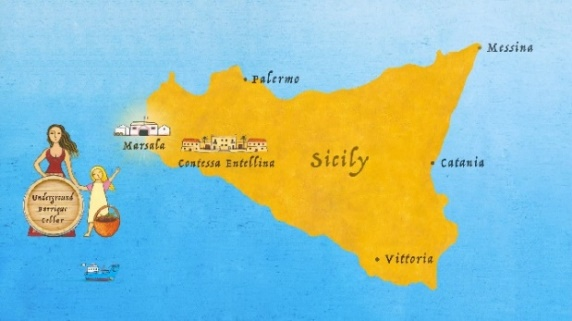 Messina
Palermo
Marsala
Contessa Entellina
Sicily
Catania
Underground
Barrique
Cellar
Vittoria